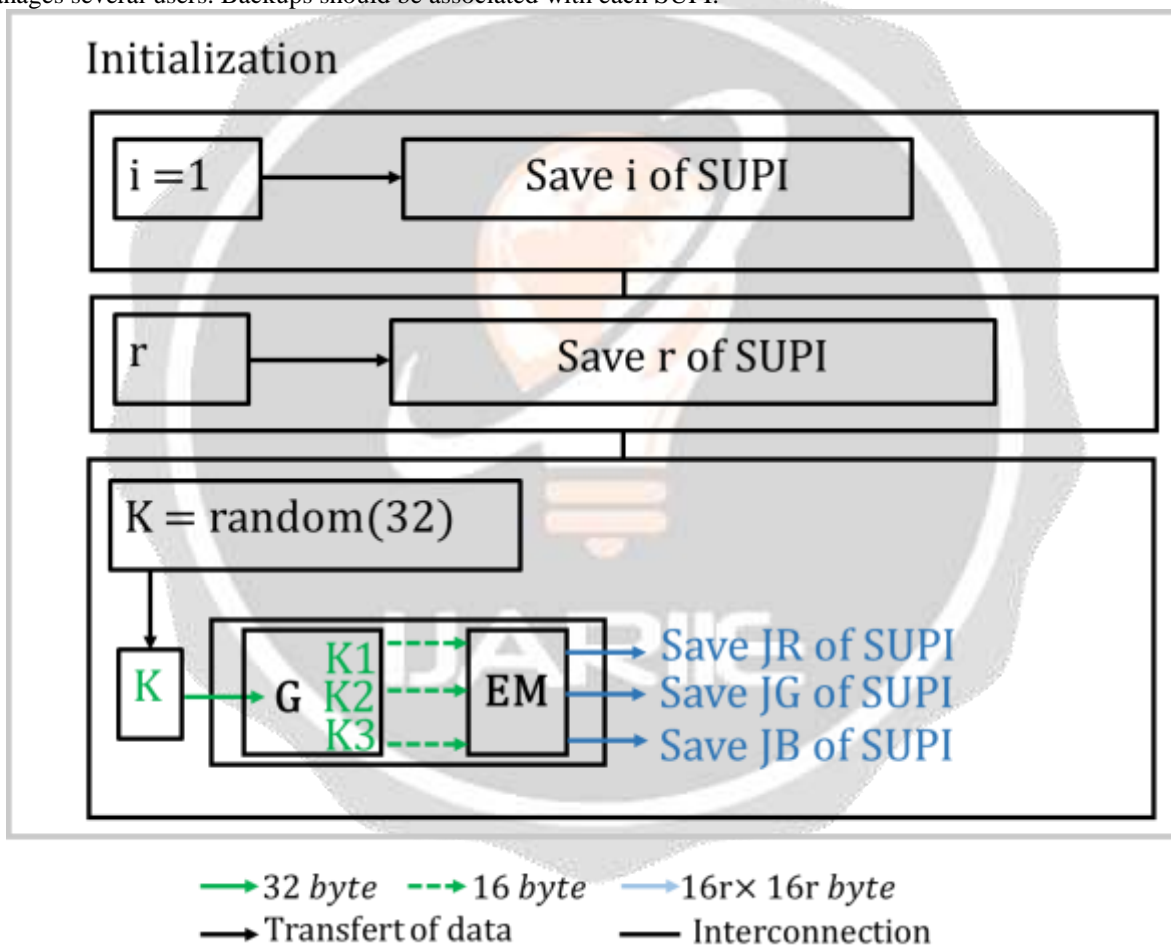 nages several users. Backups should be associated with each SUPI.
Initialization
i =1
Save i of SUPI
r
Save r of SUPI
K = random(32)
K
G
K1
K2
K3
EM
Save JR of SUPI
Save JG of SUPI
Save JB of SUPI
IJARIIE
32 byte
16 byte
16r× 16r byte
Transfert of data
Interconnection